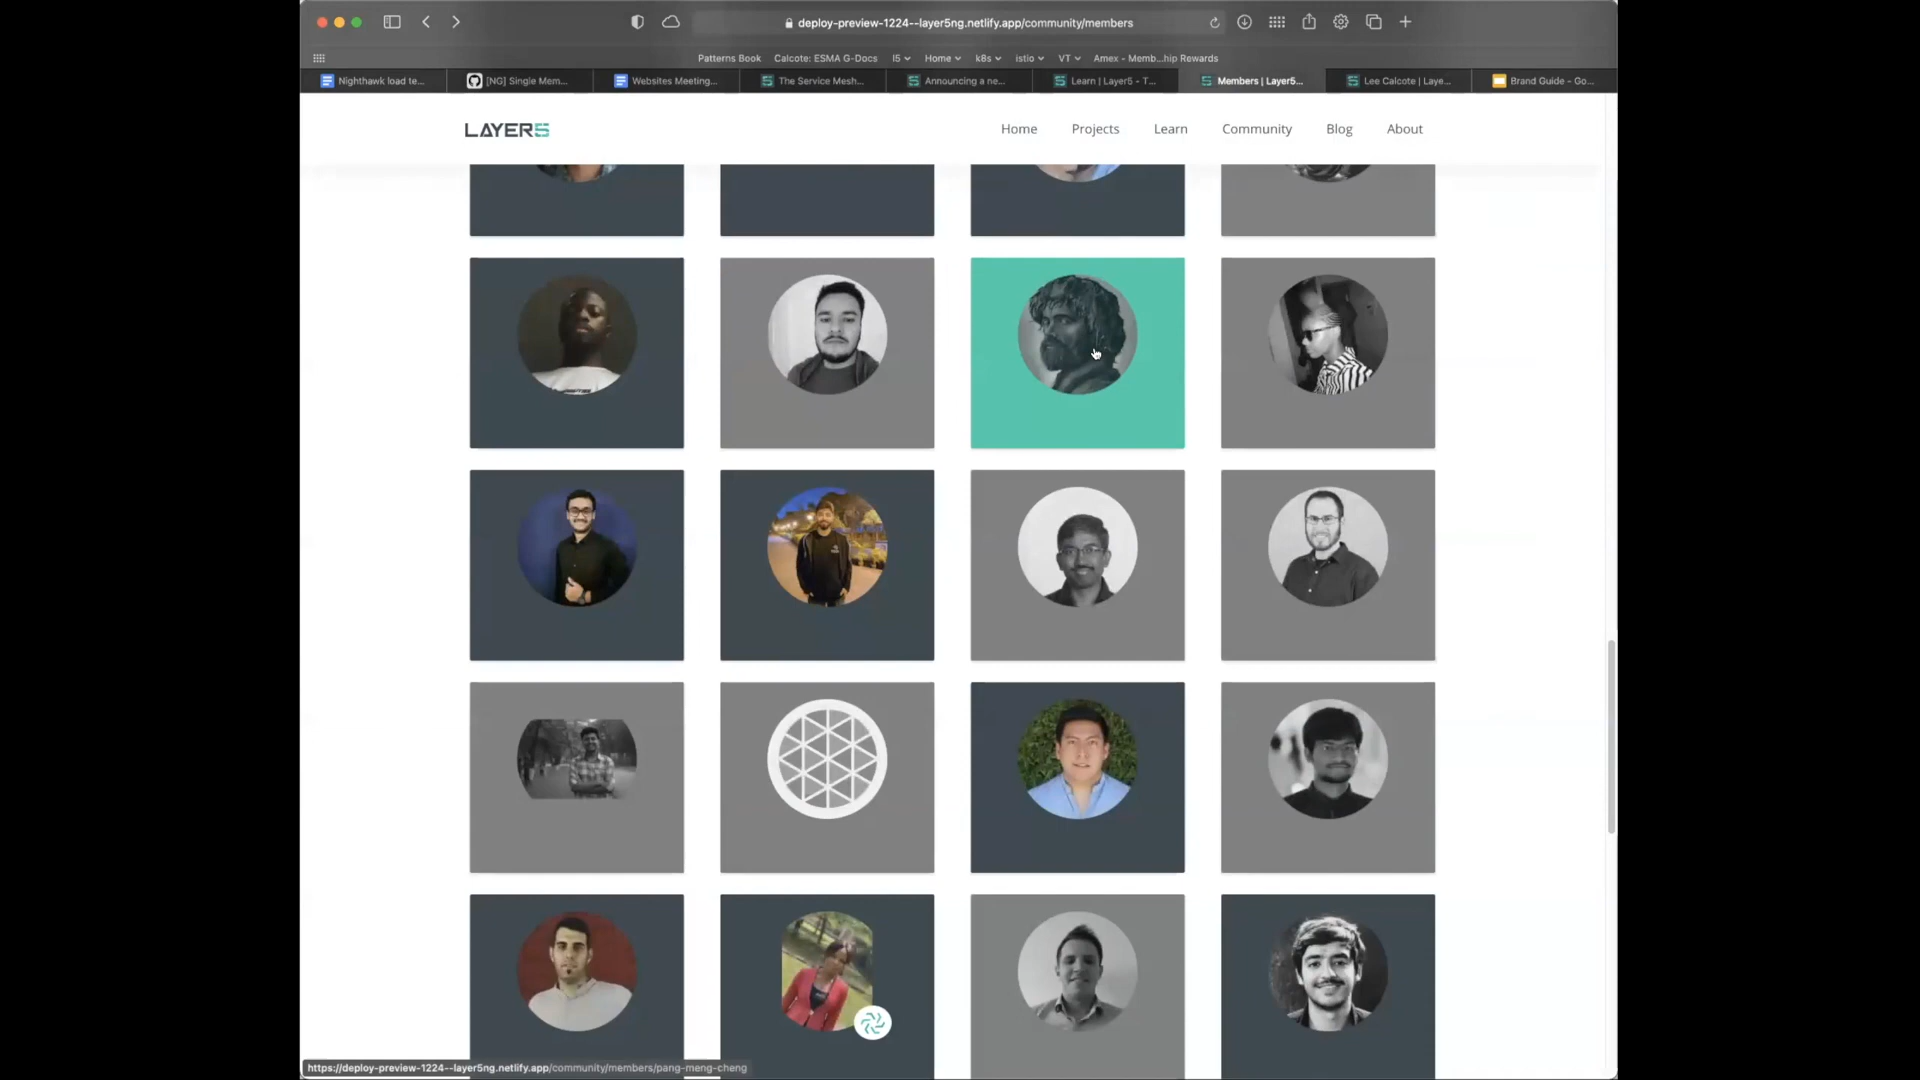 deploy-preview-1224--layer5ng.netlify.app/community/members
Patterns Book Calcote: ESMA G-Docs l5 Home k8s istio VT Amex - Memb...hip Rewards
Nighthawk load te... [NG] Single Mem... Websites Meeting... The Service Mesh... Announcing a ne... Learn | Layer5 - T... Members | Layer5... Lee Calcote | Laye... Brand Guide - Go...
LAYER5 Home Projects Learn Community Blog About
https://deploy-preview-1224--layer5ng.netlify.app/community/members/pang-meng-cheng